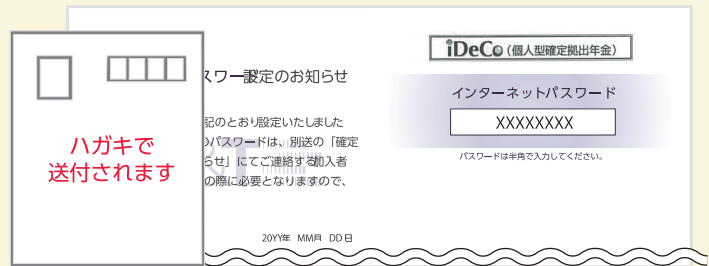 ハガキで
送付されます
スワード設定のお知らせ
記のとおり設定いたしました
のパスワードは、別送の「確定
らせ」にてご連絡する加入者
の際に必要となりますので、
20YY年 MM月 DD日
iDeCo(個人型確定拠出年金)
インターネットパスワード
XXXXXXXX
パスワードは半角で入力してください。